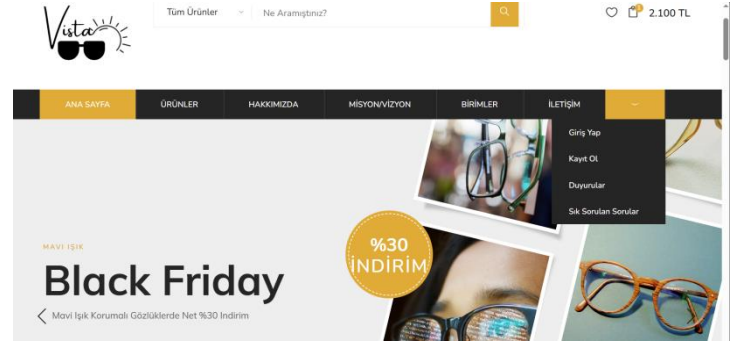 Vista
Tüm Ürünler
Ne Aramıştınız?
1
2.100 TL
ANA SAYFA
ÜRÜNLER
HAKKIMIZDA
MİSYON/VİZYON
BİRİMLER
İLETİŞİM
Giriş Yap
Kayıt Ol
Duyurular
Sık Sorulan Sorular
MAVI IŞIK
%30
İNDİRİM
Black Friday
Mavi Işık Korumalı Gözlüklerde Net %30 Indirim